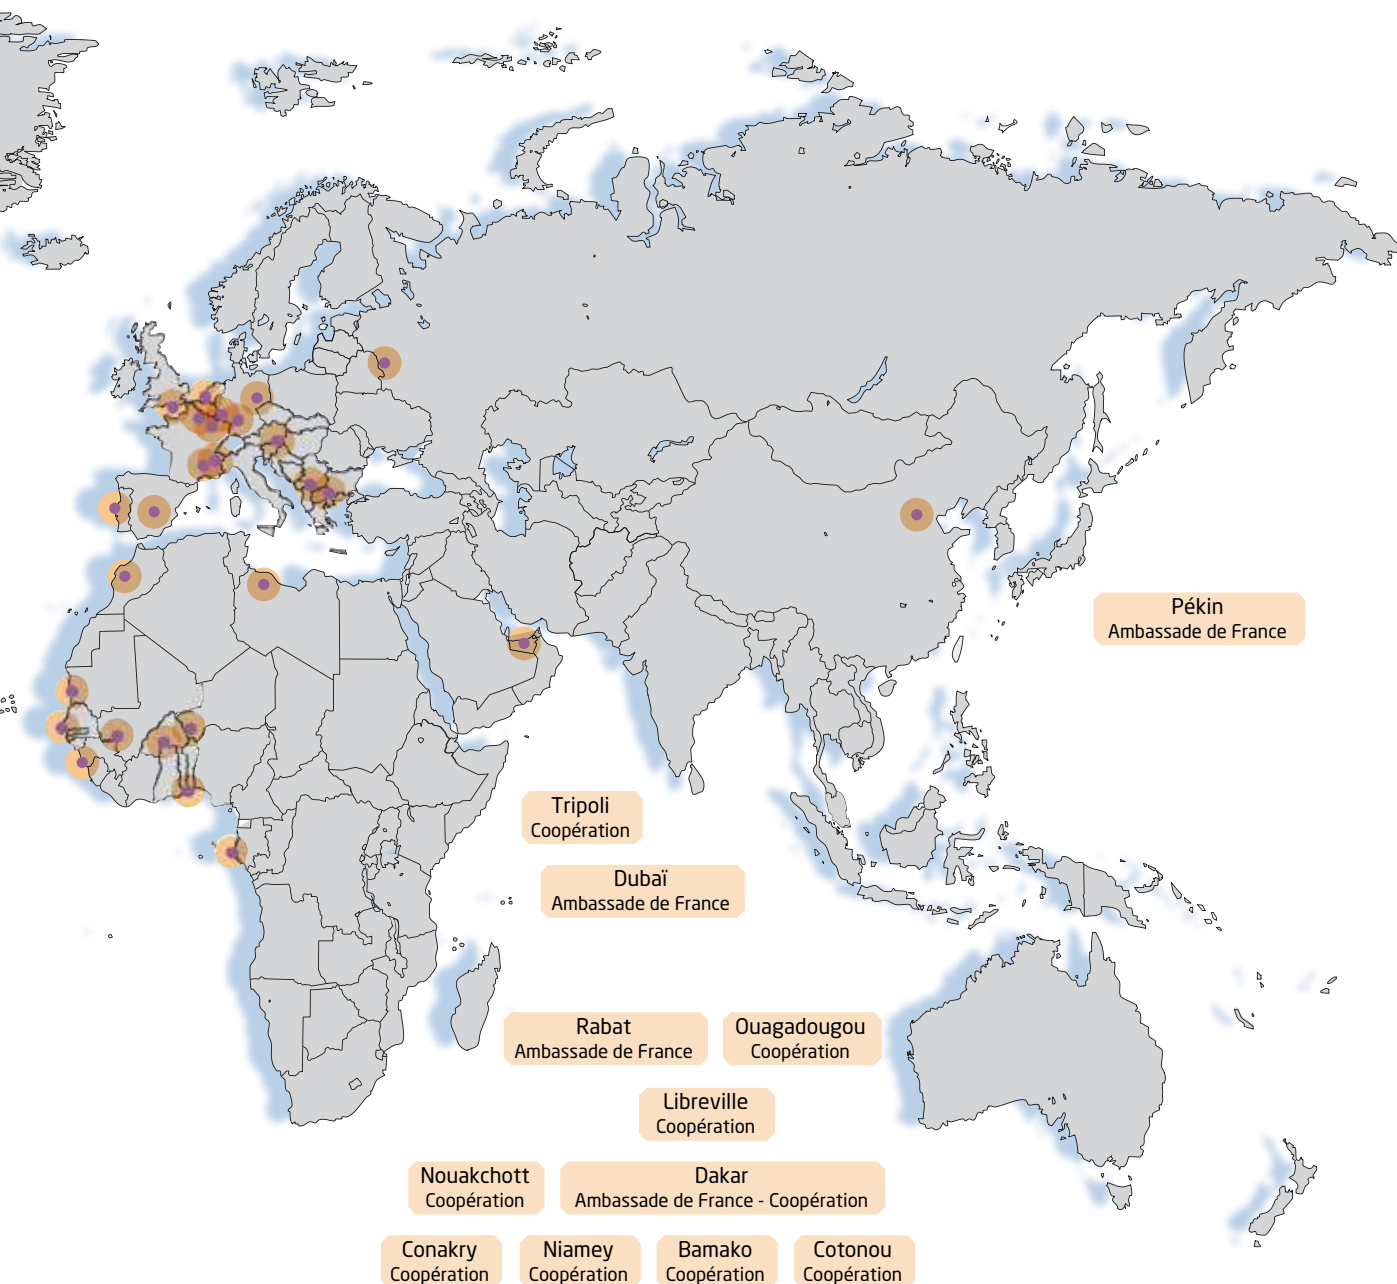 Pékin
Ambassade de France
Tripoli
Coopération
Dubaï
Ambassade de France
Rabat
Ambassade de France
Ouagadougou
Coopération
Libreville
Coopération
Nouakchott
Coopération
Dakar
Ambassade de France - Coopération
Conakry
Coopération
Niamey
Coopération
Bamako
Coopération
Cotonou
Coopération